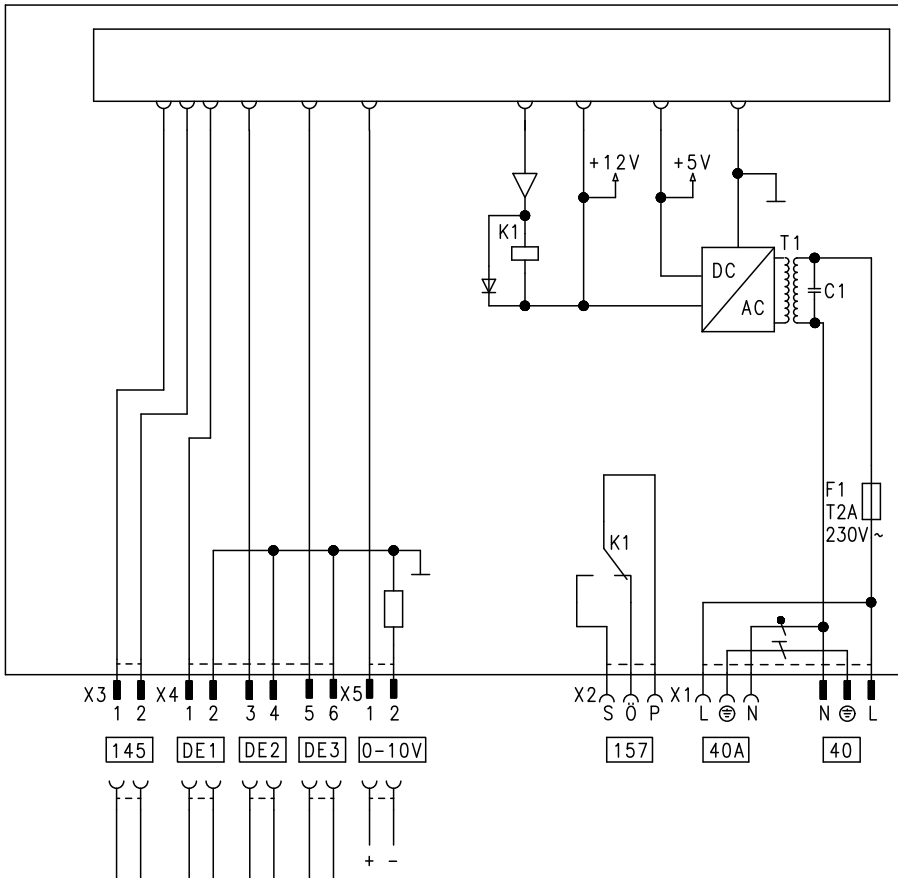 +12V
+5V
K1
T1
DC
AC
C1
F1
T2A
230V ~
K1
X3
X4
X5
X2
X1
1 2 1 2 3 4 5 6 1 2 S Ö P L N N L
145 DE1 DE2 DE3 0-10V 157 40A 40
+ -